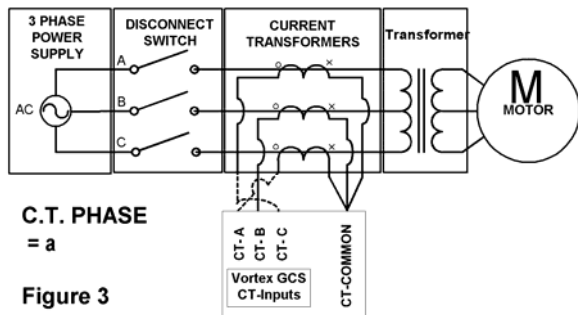 3 PHASE
POWER
SUPPLY
DISCONNECT
SWITCH
CURRENT
TRANSFORMERS
Transformer
A
B
C
AC
o x
o x
o x
M
MOTOR
C.T. PHASE
= a
Figure 3
CT- A
CT- B
CT- C
CT-COMMON
Vortex GCS
CT-Inputs